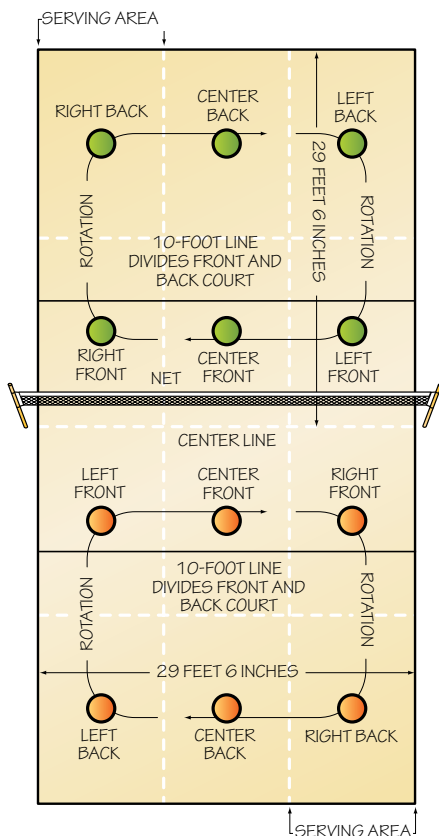 SERVING AREA
RIGHT BACK
CENTER
BACK
LEFT
BACK
29 FEET 6 INCHES
ROTATION
ROTATION
10-FOOT LINE
DIVIDES FRONT AND
BACK COURT
RIGHT
FRONT
CENTER
FRONT
LEFT
FRONT
NET
CENTER LINE
LEFT
FRONT
CENTER
FRONT
RIGHT
FRONT
10-FOOT LINE
DIVIDES FRONT AND
BACK COURT
ROTATION
ROTATION
29 FEET 6 INCHES
LEFT
BACK
CENTER
BACK
RIGHT BACK
SERVING AREA